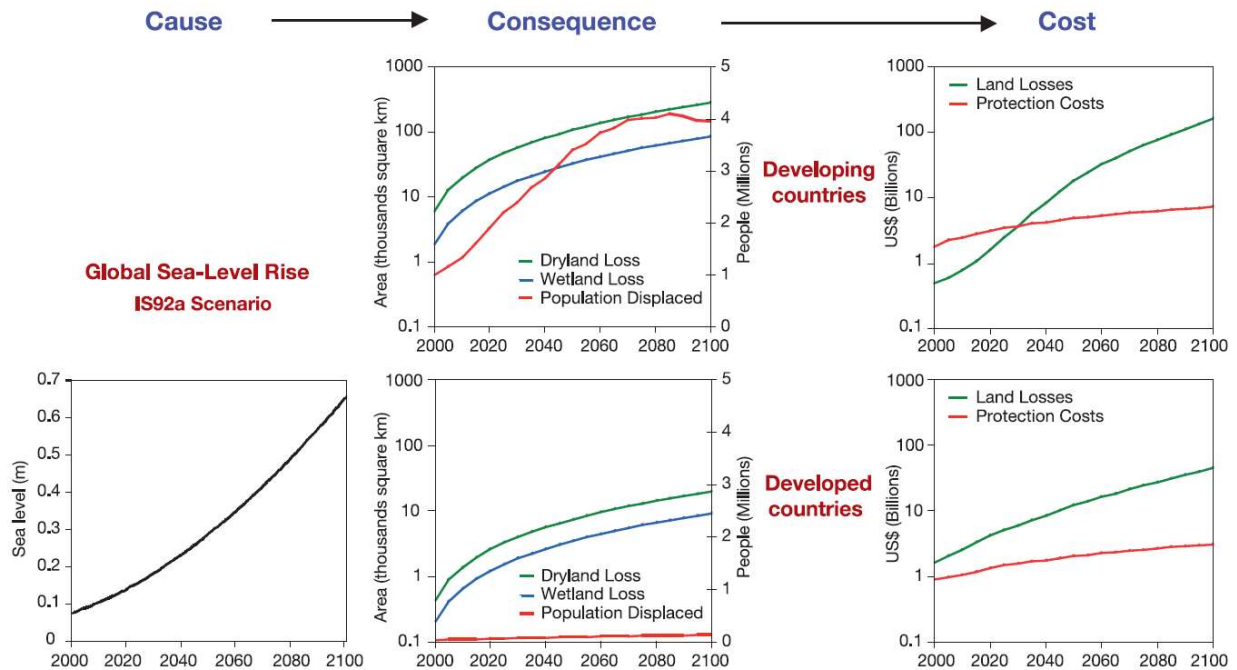 Cause
Consequence
Cost
1000
100
10
1
0.1
Area (thousands square km)
5
4
3
2
1
0
People (Millions)
Dryland Loss
Wetland Loss
Population Displaced
2000 2020 2040 2060 2080 2100
Developing
countries
1000
100
10
1
0.1
US$ (Billions)
Land Losses
Protection Costs
2000 2020 2040 2060 2080 2100
Global Sea-Level Rise
IS92a Scenario
0.7
0.6
0.5
0.4
0.3
0.2
0.1
0
Sea level (m)
2000 2020 2040 2060 2080 2100
1000
100
10
1
0.1
Area (thousands square km)
5
4
3
2
1
0
People (Millions)
Dryland Loss
Wetland Loss
Population Displaced
2000 2020 2040 2060 2080 2100
Developed
countries
1000
100
10
1
0.1
US$ (Billions)
Land Losses
Protection Costs
2000 2020 2040 2060 2080 2100